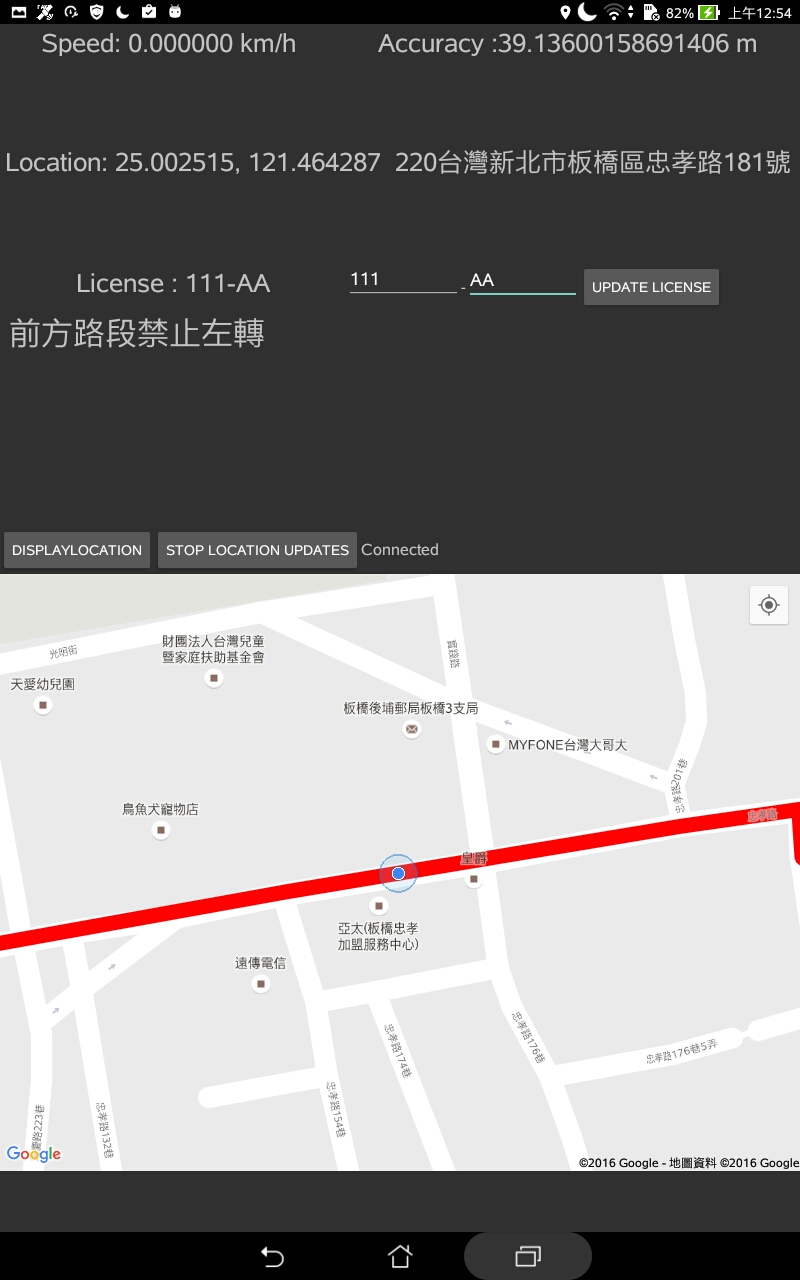 82% 上午12:54
Speed: 0.000000 km/h Accuracy :39.13600158691406 m
Location: 25.002515, 121.464287 220台灣新北市板橋區忠孝路181號
License : 111-AA 111 - AA UPDATE LICENSE
前方路段禁止左轉
DISPLAYLOCATION STOP LOCATION UPDATES Connected
光明街
財團法人台灣兒童
暨家庭扶助基金會
實踐路
天愛幼兒園
板橋後埔郵局板橋3支局
MYFONE台灣大哥大
忠孝路201巷
鳥魚犬寵物店
忠孝路
皇爵
亞太(板橋忠孝
加盟服務中心)
遠傳電信
忠孝路174巷
忠孝路176巷
忠孝路176巷5弄
路223巷
忠孝路132巷
忠孝路154巷
Google
©2016 Google - 地圖資料 ©2016 Google